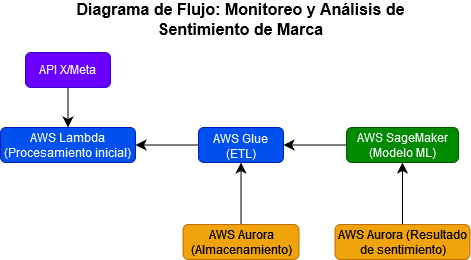 Diagrama de Flujo: Monitoreo y Análisis de
Sentimiento de Marca
API X/Meta
AWS Lambda
(Procesamiento inicial)
AWS Glue
(ETL)
AWS SageMaker
(Modelo ML)
AWS Aurora
(Almacenamiento)
AWS Aurora (Resultado
de sentimiento)